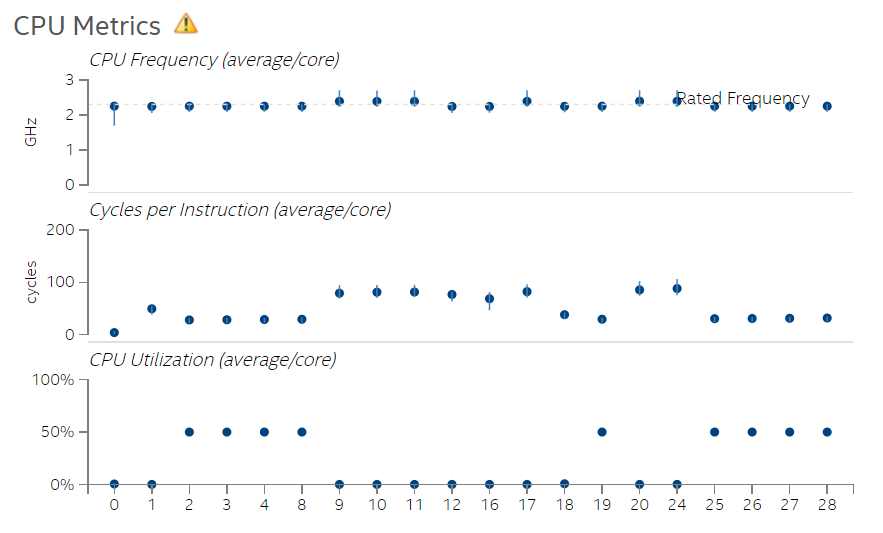 CPU Metrics
CPU Frequency (average/core)
3
Rated Frequency
2
GHz
1
0
Cycles per Instruction (average/core)
200
cycles
100
0
CPU Utilization (average/core)
100%
50%
0%
0 1 2 3 4 8 9 10 11 12 16 17 18 19 20 24 25 26 27 28